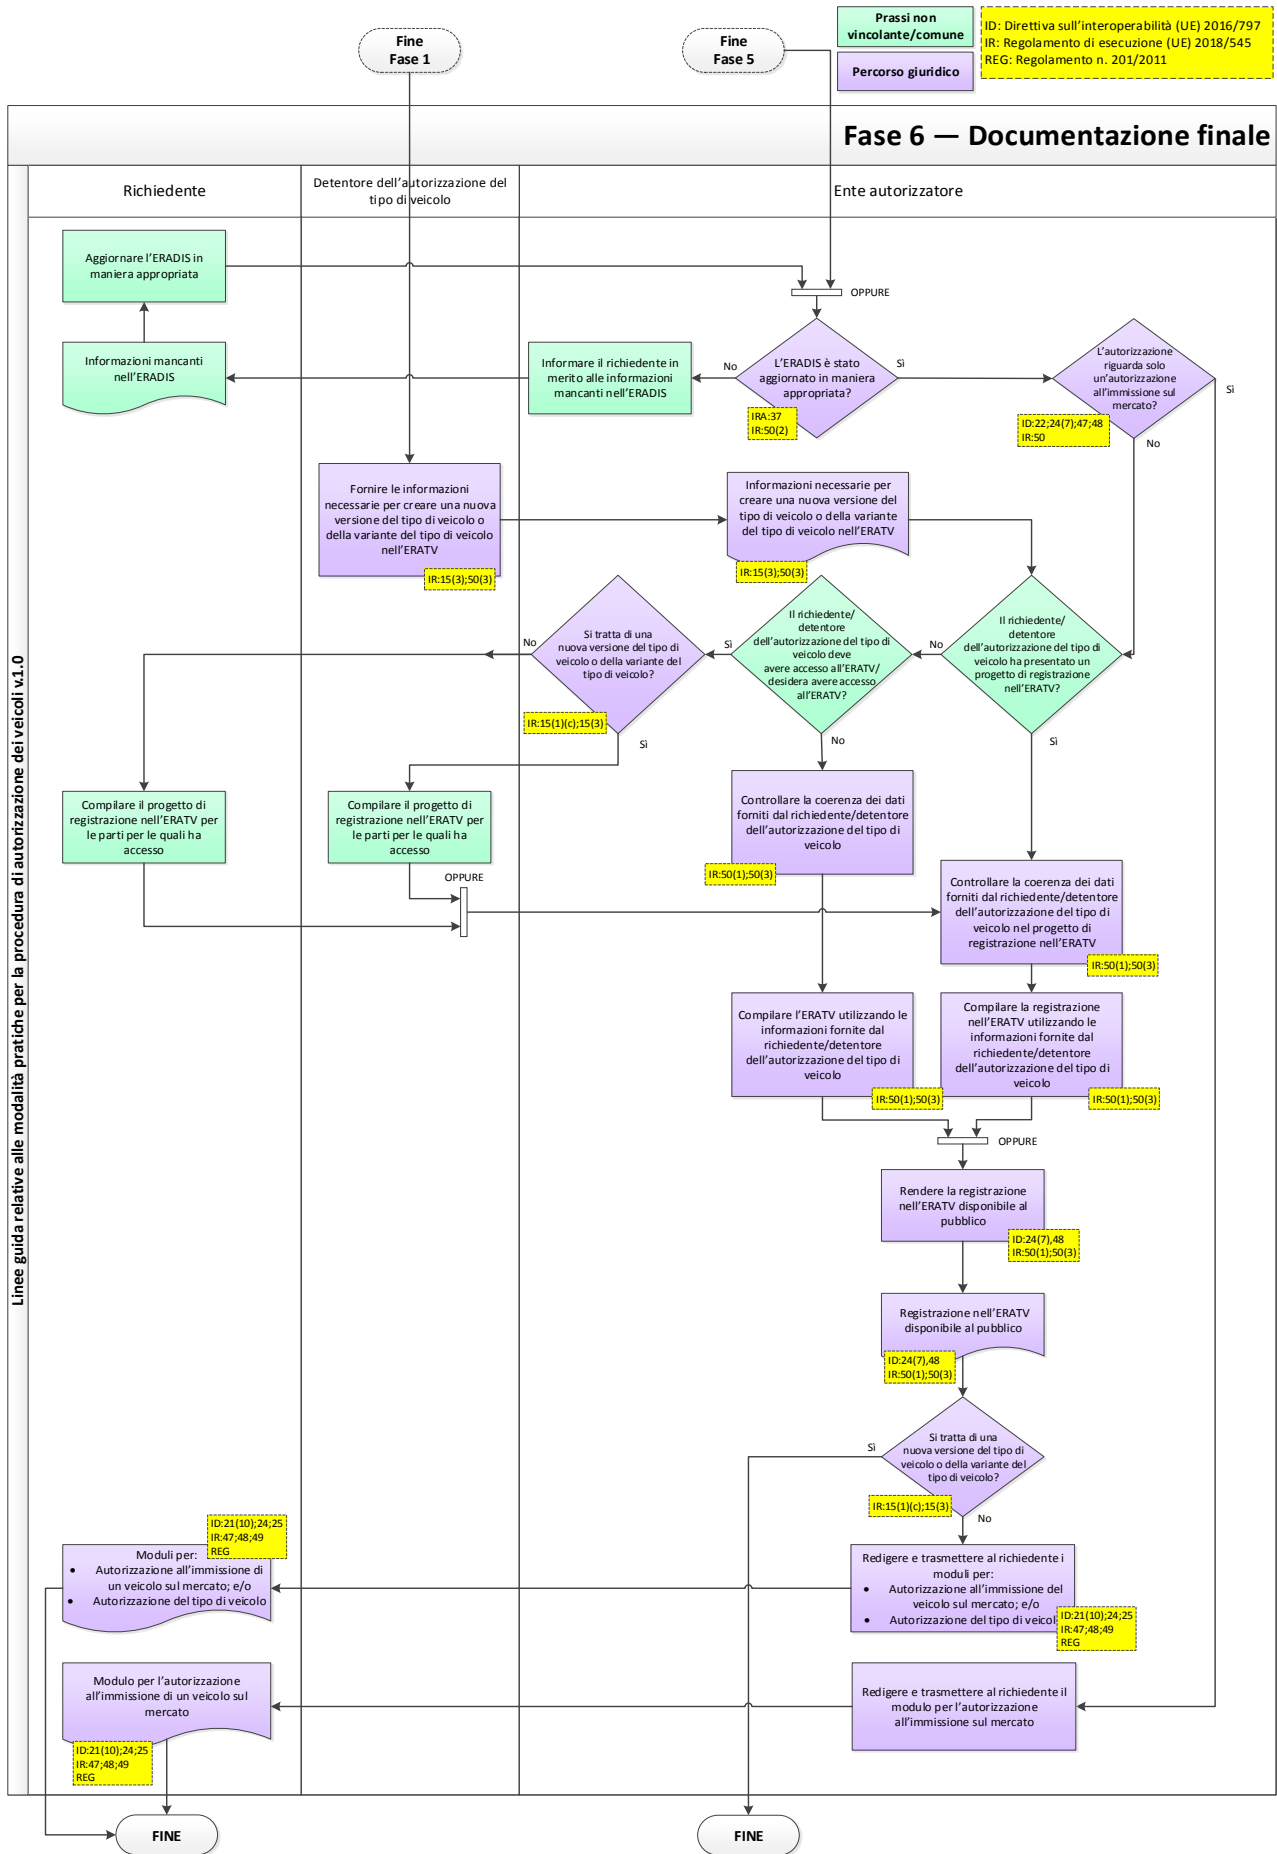 Fine
Fase 1
Fine
Fase 5
Prassi non
vincolante/comune
Percorso giuridico
ID: Direttiva sull'interoperabilità (UE) 2016/797
IR: Regolamento di esecuzione (UE) 2018/545
REG: Regolamento n. 201/2011
Fase 6 — Documentazione finale
Linee guida relative alle modalità pratiche per la procedura di autorizzazione dei veicoli v.1.0
Richiedente
Detentore dell'autorizzazione del
tipo di veicolo
Ente autorizzatore
Aggiornare l'ERADIS in
maniera appropriata
OPPURE
Informazioni mancanti
nell'ERADIS
Informare il richiedente in
merito alle informazioni
mancanti nell'ERADIS
No
L'ERADIS è stato
aggiornato in maniera
appropriata?
Sì
IRA:37
IR:50(2)
L'autorizzazione
riguarda solo
un'autorizzazione
all'immissione sul
mercato?
Sì
ID:22;24(7);47;48
IR:50
No
Fornire le informazioni
necessarie per creare una nuova
versione del tipo di veicolo o
della variante del tipo di veicolo
nell'ERATV
IR:15(3);50(3)
Informazioni necessarie per
creare una nuova versione del
tipo di veicolo o della variante
del tipo di veicolo nell'ERATV
IR:15(3);50(3)
No
Si tratta di una
nuova versione del tipo di
veicolo o della variante del
tipo di veicolo?
IR:15(1)(c);15(3)
Sì
Sì
Il richiedente/
detentore
dell'autorizzazione del tipo di
veicolo deve
avere accesso all'ERATV/
desidera avere accesso
all'ERATV?
No
No
Il richiedente/
detentore
dell'autorizzazione del tipo di
veicolo ha presentato un
progetto di registrazione
nell'ERATV?
Sì
Compilare il progetto di
registrazione nell'ERATV per
le parti per le quali ha
accesso
Compilare il progetto di
registrazione nell'ERATV per
le parti per le quali ha
accesso
OPPURE
Controllare la coerenza dei dati
forniti dal richiedente/detentore
dell'autorizzazione del tipo di
veicolo
IR:50(1);50(3)
Controllare la coerenza dei dati
forniti dal richiedente/detentore
dell'autorizzazione del tipo di
veicolo nel progetto di
registrazione nell'ERATV
IR:50(1);50(3)
Compilare l'ERATV utilizzando le
informazioni fornite dal
richiedente/detentore
dell'autorizzazione del tipo di
veicolo
IR:50(1);50(3)
Compilare la registrazione
nell'ERATV utilizzando le
informazioni fornite dal
richiedente/detentore
dell'autorizzazione del tipo di
veicolo
IR:50(1);50(3)
OPPURE
Rendere la registrazione
nell'ERATV disponibile al
pubblico
ID:24(7),48
IR:50(1);50(3)
Registrazione nell'ERATV
disponibile al pubblico
ID:24(7),48
IR:50(1);50(3)
Sì
Si tratta di una
nuova versione del tipo di
veicolo o della variante del
tipo di veicolo?
IR:15(1)(c);15(3)
No
ID:21(10);24;25
IR:47;48;49
REG
Moduli per:
• Autorizzazione all'immissione di
un veicolo sul mercato; e/o
• Autorizzazione del tipo di veicolo
Redigere e trasmettere al richiedente i
moduli per:
• Autorizzazione all'immissione del
veicolo sul mercato; e/o
• Autorizzazione del tipo di veicol
ID:21(10);24;25
IR:47;48;49
REG
Modulo per l'autorizzazione
all'immissione di un veicolo sul
mercato
ID:21(10);24;25
IR:47;48;49
REG
Redigere e trasmettere al richiedente il
modulo per l'autorizzazione
all'immissione sul mercato
FINE
FINE